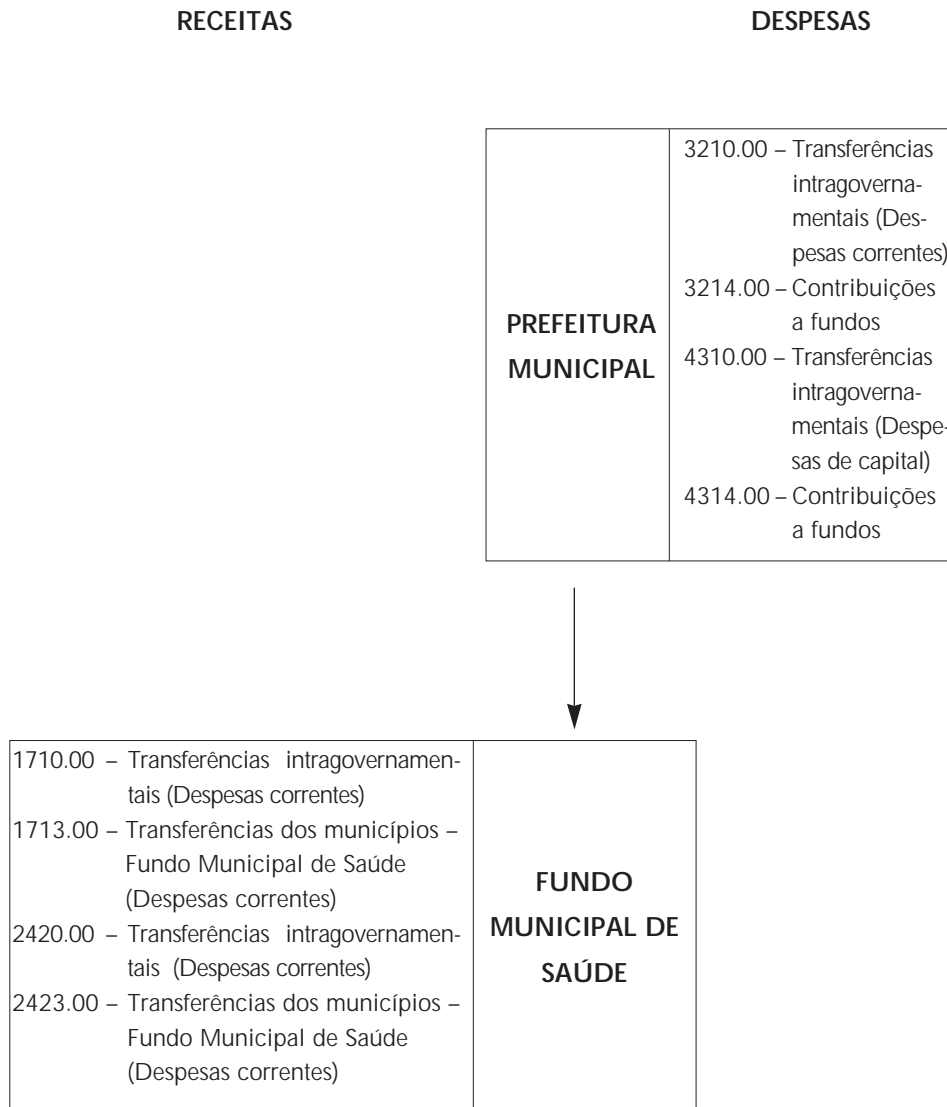 RECEITAS
DESPESAS
PREFEITURA
MUNICIPAL
3210.00 – Transferências
intragoverna-
mentais (Des-
pesas correntes)
3214.00 – Contribuições
a fundos
4310.00 – Transferências
intragoverna-
mentais (Despe-
sas de capital)
4314.00 – Contribuições
a fundos
1710.00 – Transferências intragovernamen-
tais (Despesas correntes)
1713.00 – Transferências dos municípios –
Fundo Municipal de Saúde
(Despesas correntes)
2420.00 – Transferências intragovernamen-
tais (Despesas correntes)
2423.00 – Transferências dos municípios –
Fundo Municipal de Saúde
(Despesas correntes)
FUNDO
MUNICIPAL DE
SAÚDE